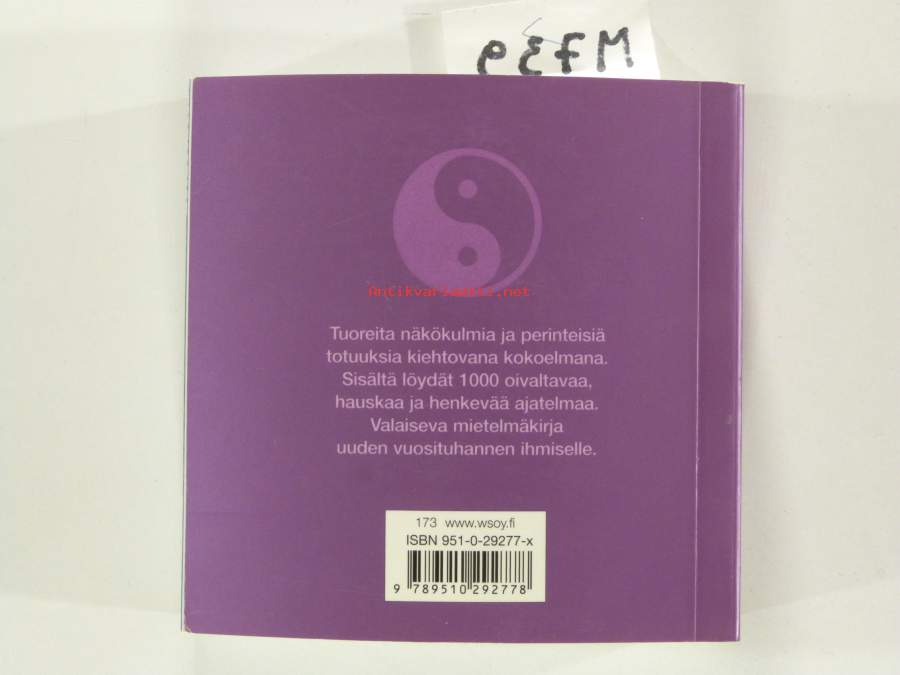 M739
Antikvariaatti.net
Tuoreita näkökulmia ja perinteisiä
totuuksia kiehtovana kokoelmana.
Sisältä löydät 1000 oivaltavaa,
hauskaa ja henkevää ajatelmaa.
Valaiseva mietelmäkirja
uuden vuosituhannen ihmiselle.
173 www.wsoy.fi
ISBN 951-0-29277-x
9 789510 292778